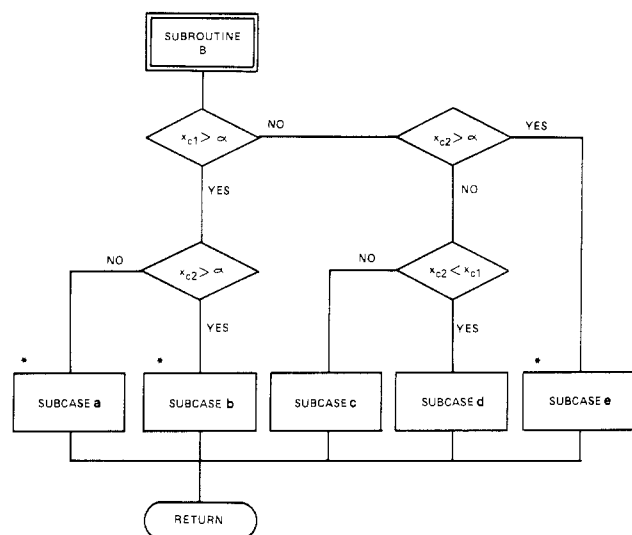 SUBROUTINE
B
x_c1 > α
NO
x_c2 > α
YES
YES
NO
NO
x_c2 > α
NO
x_c2 < x_c1
YES
YES
*
*
*
SUBCASE a
SUBCASE b
SUBCASE c
SUBCASE d
SUBCASE e
RETURN